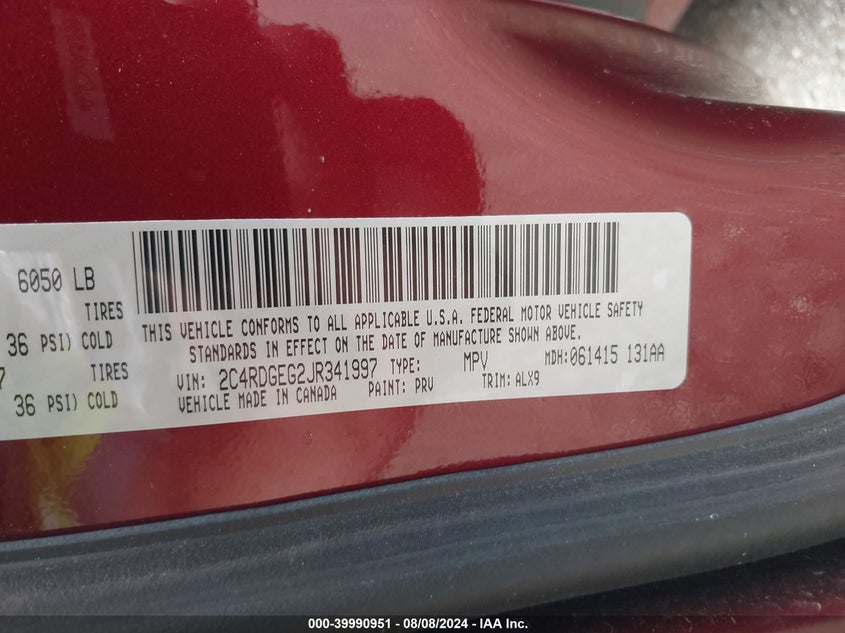 6050 LB
TIRES
36 PSI) COLD
7 TIRES
36 PSI) COLD
THIS VEHICLE CONFORMS TO ALL APPLICABLE U.S.A. FEDERAL MOTOR VEHICLE SAFETY
STANDARDS IN EFFECT ON THE DATE OF MANUFACTURE SHOWN ABOVE.
VIN: 2C4RDGEG2JR341997 TYPE: MPV MDH:061415 131AA
VEHICLE MADE IN CANADA PAINT: PRV TRIM: ALX9
000-39990951 - 08/08/2024 - IAA Inc.